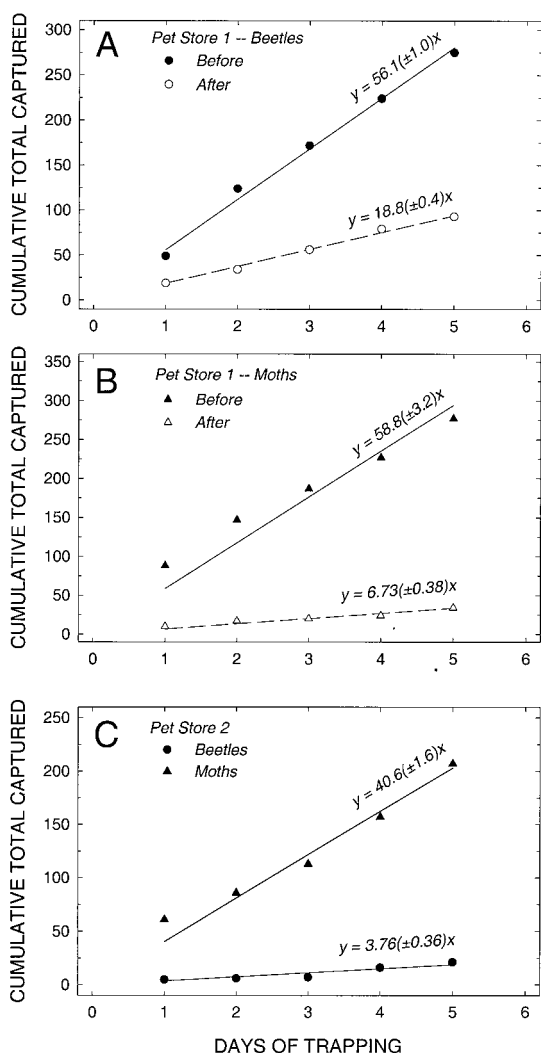 A
Pet Store 1 -- Beetles
Before
After
y = 56.1(±1.0)x
y = 18.8(±0.4)x
CUMULATIVE TOTAL CAPTURED
300
250
200
150
100
50
0
0 1 2 3 4 5 6
B
Pet Store 1 -- Moths
Before
After
y = 58.8(±3.2)x
y = 6.73(±0.38)x
CUMULATIVE TOTAL CAPTURED
350
300
250
200
150
100
50
0
0 1 2 3 4 5 6
C
Pet Store 2
Beetles
Moths
y = 40.6(±1.6)x
y = 3.76(±0.36)x
CUMULATIVE TOTAL CAPTURED
250
200
150
100
50
0
0 1 2 3 4 5 6
DAYS OF TRAPPING